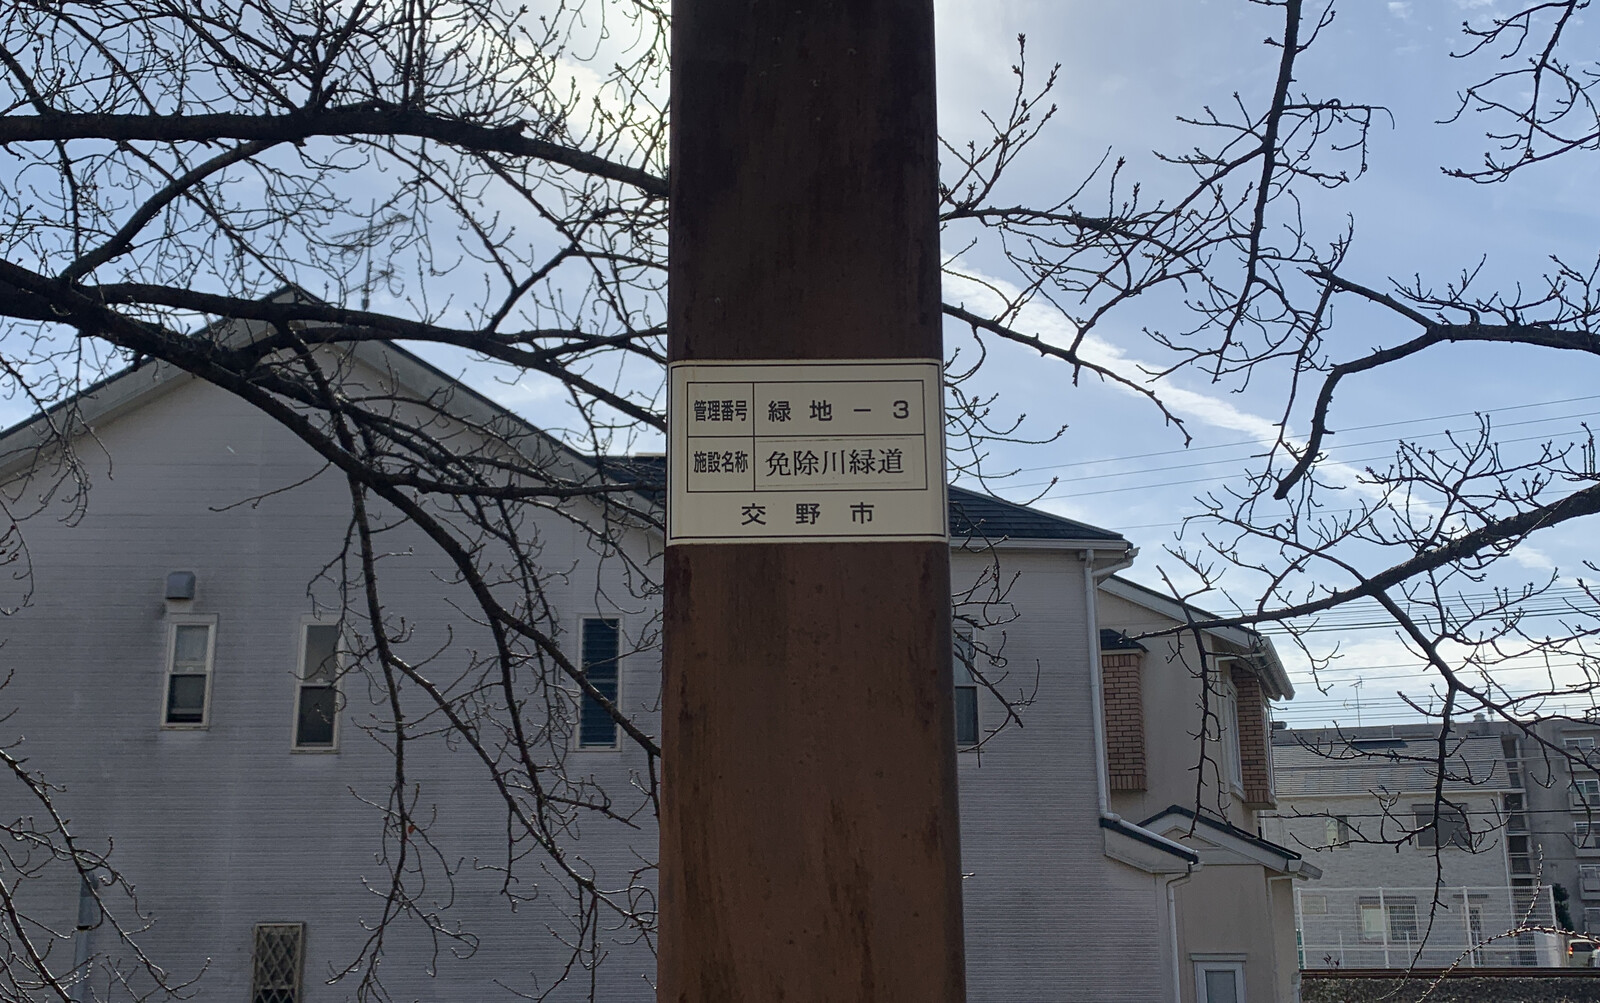 管理番号 緑地－3
施設名称 免除川緑道
交野市